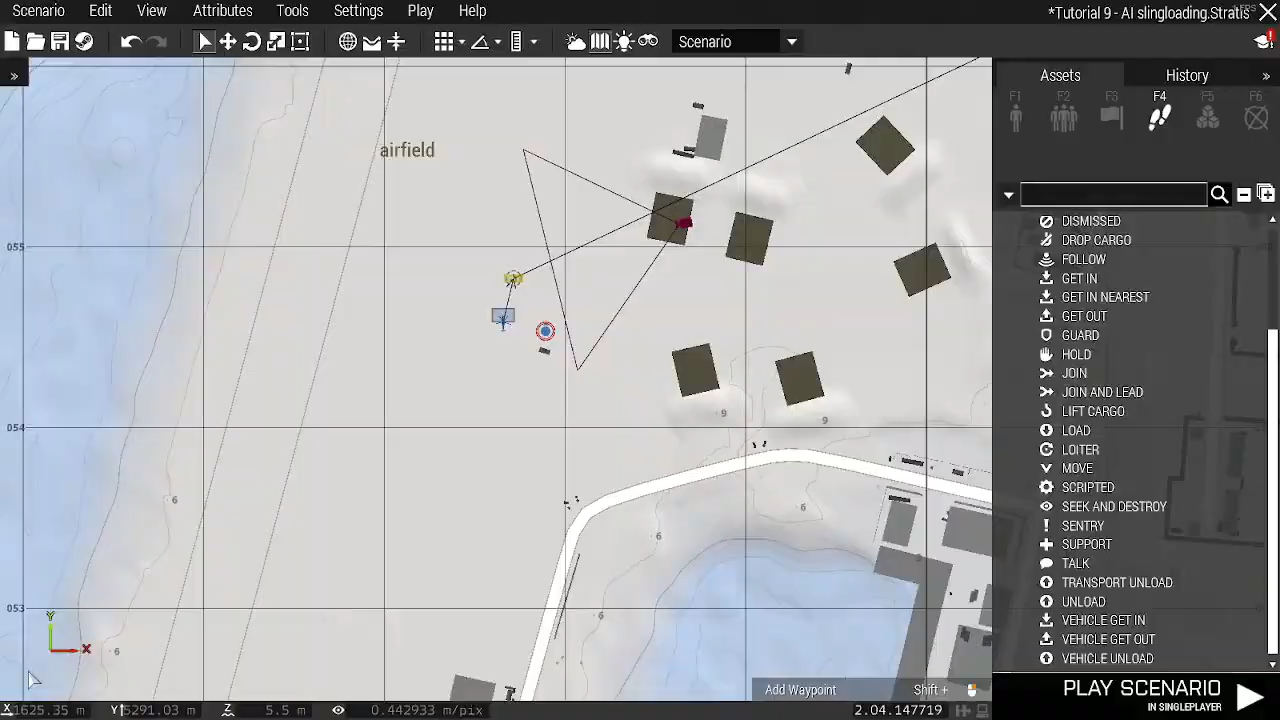 Scenario Edit View Attributes Tools Settings Play Help
*Tutorial 9 - AI slingloading.Stratis
Scenario
Assets History
F1 F2 F3 F4 F5 F6
airfield
055
054
053
9
9
6
6
6
6
6
Y
X
DISMISSED
DROP CARGO
FOLLOW
GET IN
GET IN NEAREST
GET OUT
GUARD
HOLD
JOIN
JOIN AND LEAD
LIFT CARGO
LOAD
LOITER
MOVE
SCRIPTED
SEEK AND DESTROY
SENTRY
SUPPORT
TALK
TRANSPORT UNLOAD
UNLOAD
VEHICLE GET IN
VEHICLE GET OUT
VEHICLE UNLOAD
Add Waypoint Shift +
PLAY SCENARIO
IN SINGLEPLAYER
X 1625.35 m Y 5291.03 m Z 5.5 m 0.442933 m/pix 2.04.147719